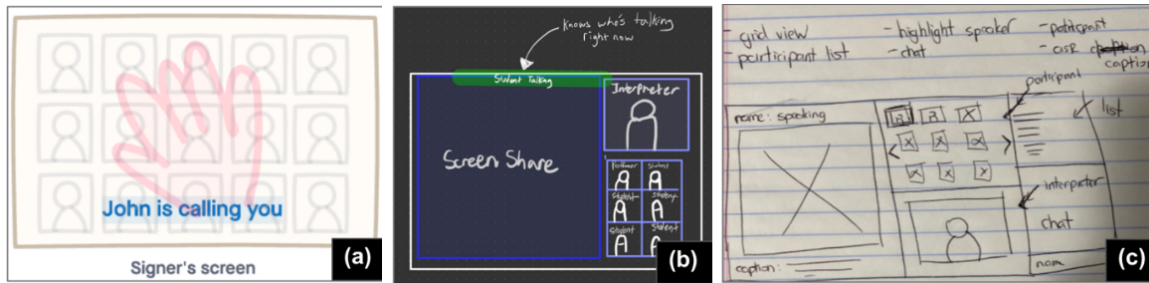 John is calling you
Signer's screen
(a)
Knows who's talking
right now
Student Talking
Screen Share
Interpreter
Professor Student
Student Student
Student Student
(b)
- grid view
- participant list
- highlight speaker
- chat
- participant
- ASR
caption
name: speaking
caption:
participant
list
interpreter
chat
(c)